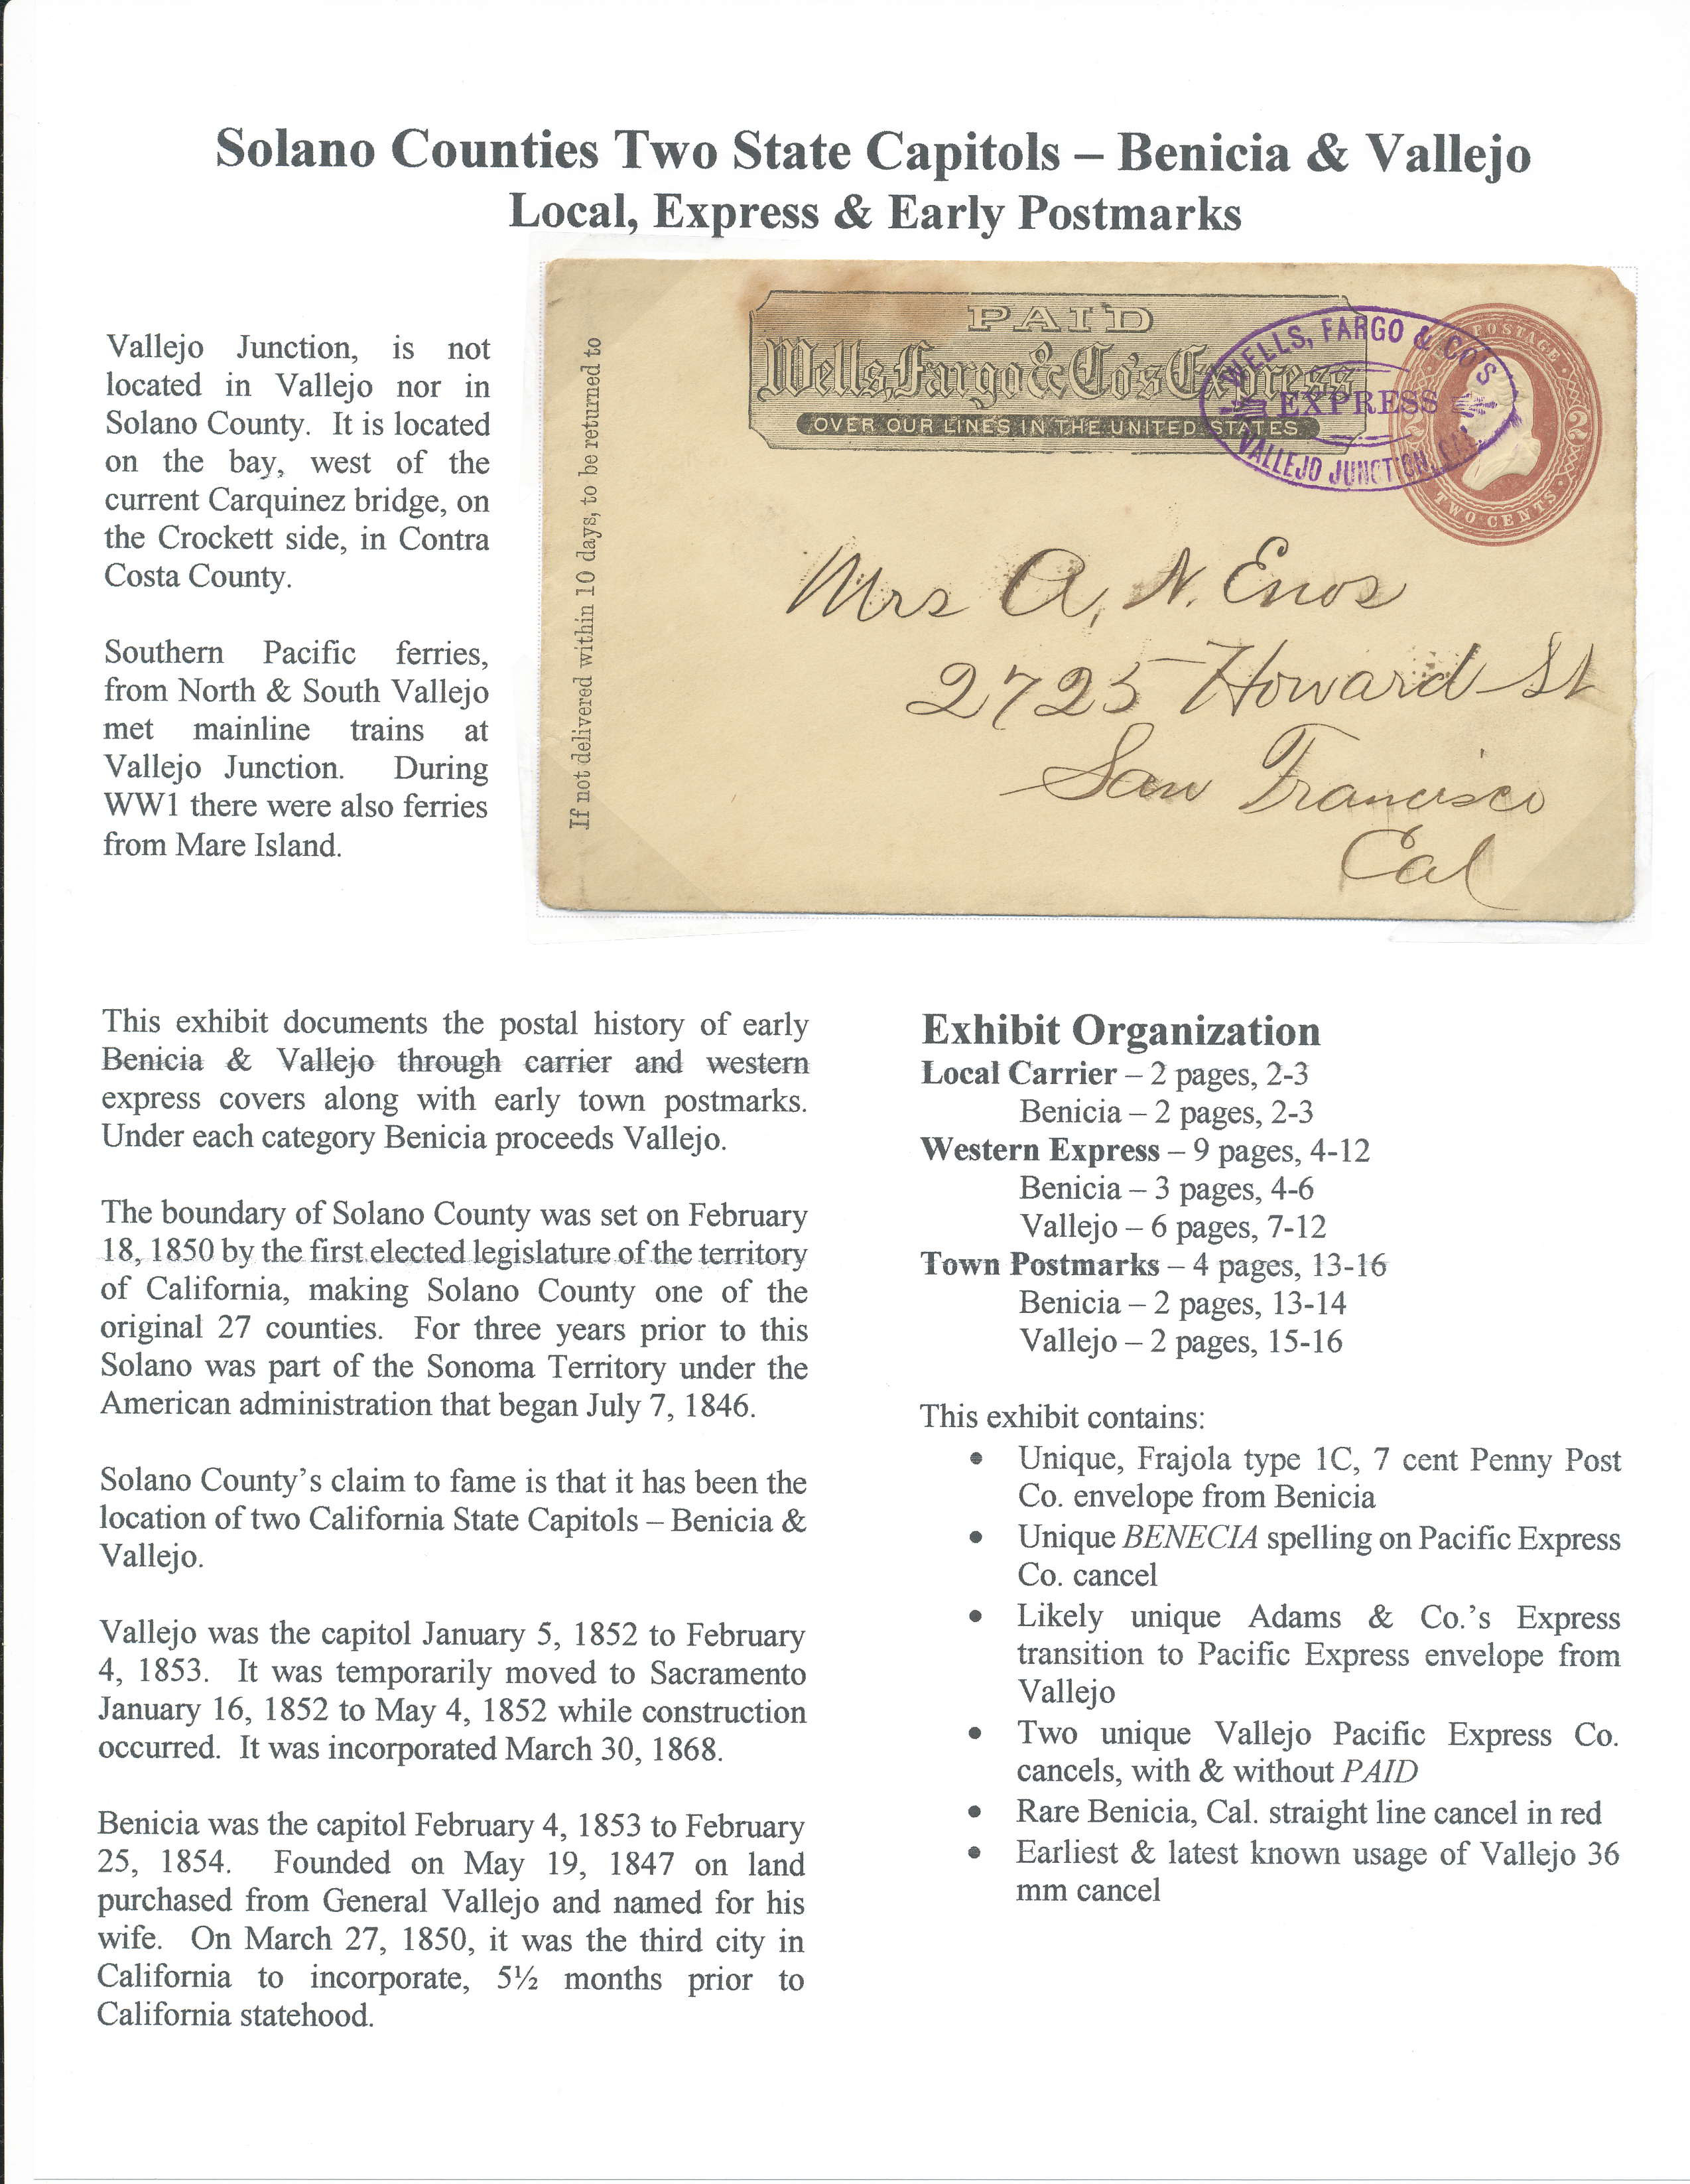 Solano Counties Two State Capitols – Benicia & Vallejo
Local, Express & Early Postmarks
Vallejo Junction, is not
located in Vallejo nor in
Solano County. It is located
on the bay, west of the
current Carquinez bridge, on
the Crockett side, in Contra
Costa County.
Southern Pacific ferries,
from North & South Vallejo
met mainline trains at
Vallejo Junction. During
WW1 there were also ferries
from Mare Island.
If not delivered within 10 days, to be returned to
PAID
Wells, Fargo & Co's Express
OVER OUR LINES IN THE UNITED STATES
WELLS, FARGO & CO'S
EXPRESS
VALLEJO JUNCTION, CAL.
POSTAGE
2 2
TWO CENTS
Mrs A, N. Enos
2725 Howard St
San Francisco
Cal
This exhibit documents the postal history of early
Benicia & Vallejo through carrier and western
express covers along with early town postmarks.
Under each category Benicia proceeds Vallejo.
The boundary of Solano County was set on February
18, 1850 by the first elected legislature of the territory
of California, making Solano County one of the
original 27 counties. For three years prior to this
Solano was part of the Sonoma Territory under the
American administration that began July 7, 1846.
Solano County's claim to fame is that it has been the
location of two California State Capitols – Benicia &
Vallejo.
Vallejo was the capitol January 5, 1852 to February
4, 1853. It was temporarily moved to Sacramento
January 16, 1852 to May 4, 1852 while construction
occurred. It was incorporated March 30, 1868.
Benicia was the capitol February 4, 1853 to February
25, 1854. Founded on May 19, 1847 on land
purchased from General Vallejo and named for his
wife. On March 27, 1850, it was the third city in
California to incorporate, 5½ months prior to
California statehood.
Exhibit Organization
Local Carrier – 2 pages, 2-3
Benicia – 2 pages, 2-3
Western Express – 9 pages, 4-12
Benicia – 3 pages, 4-6
Vallejo – 6 pages, 7-12
Town Postmarks – 4 pages, 13-16
Benicia – 2 pages, 13-14
Vallejo – 2 pages, 15-16
This exhibit contains:
• Unique, Frajola type 1C, 7 cent Penny Post
Co. envelope from Benicia
• Unique BENECIA spelling on Pacific Express
Co. cancel
• Likely unique Adams & Co.'s Express
transition to Pacific Express envelope from
Vallejo
• Two unique Vallejo Pacific Express Co.
cancels, with & without PAID
• Rare Benicia, Cal. straight line cancel in red
• Earliest & latest known usage of Vallejo 36
mm cancel